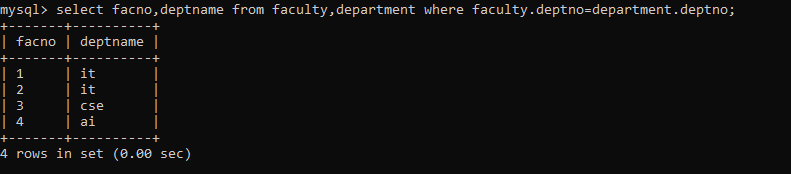 mysql> select facno,deptname from faculty,department where faculty.deptno=department.deptno;
+-------+----------+
| facno | deptname |
+-------+----------+
| 1     | it       |
| 2     | it       |
| 3     | cse      |
| 4     | ai       |
+-------+----------+
4 rows in set (0.00 sec)